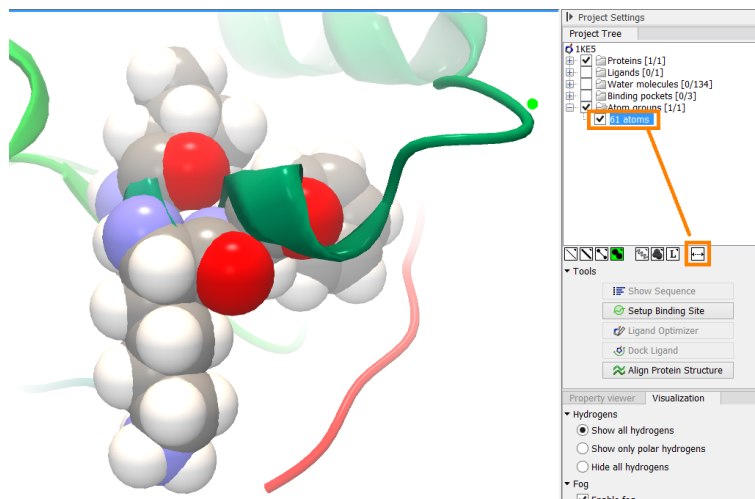 Project Settings
Project Tree
1KE5
Proteins [1/1]
Ligands [0/1]
Water molecules [0/134]
Binding pockets [0/3]
Atom groups [1/1]
61 atoms
L
Tools
Show Sequence
Setup Binding Site
Ligand Optimizer
Dock Ligand
Align Protein Structure
Property viewer Visualization
Hydrogens
Show all hydrogens
Show only polar hydrogens
Hide all hydrogens
Fog
Enable fog